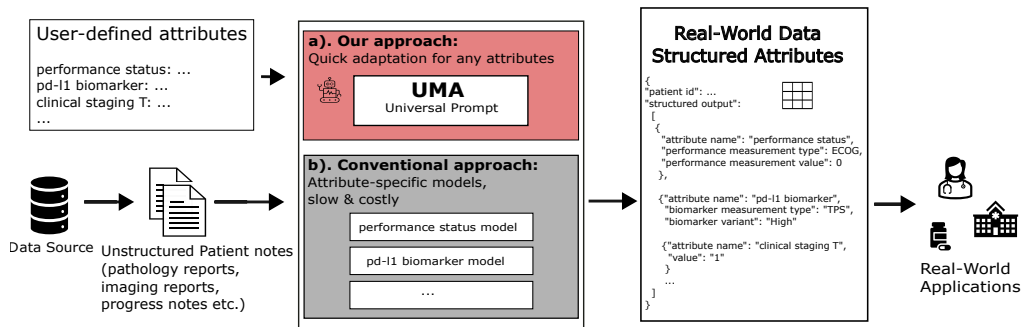 User-defined attributes
performance status: ...
pd-l1 biomarker: ...
clinical staging T: ...
...
Data Source
Unstructured Patient notes
(pathology reports,
imaging reports,
progress notes etc.)
a). Our approach:
Quick adaptation for any attributes
UMA
Universal Prompt
b). Conventional approach:
Attribute-specific models,
slow & costly
performance status model
pd-l1 biomarker model
...
Real-World Data
Structured Attributes
{
"patient id": ...
"structured output":
[
{
"attribute name": "performance status",
"performance measurement type": ECOG,
"performance measurement value": 0
},
{"attribute name": "pd-l1 biomarker",
"biomarker measurement type": "TPS",
"biomarker variant": "High"
{"attribute name": "clinical staging T",
"value": "1"
}
...
]
}
Real-World
Applications